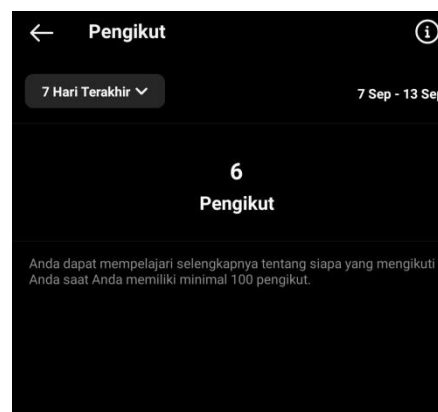 Pengikut
7 Hari Terakhir
7 Sep - 13 Sep
6
Pengikut
Anda dapat mempelajari selengkapnya tentang siapa yang mengikuti
Anda saat Anda memiliki minimal 100 pengikut.